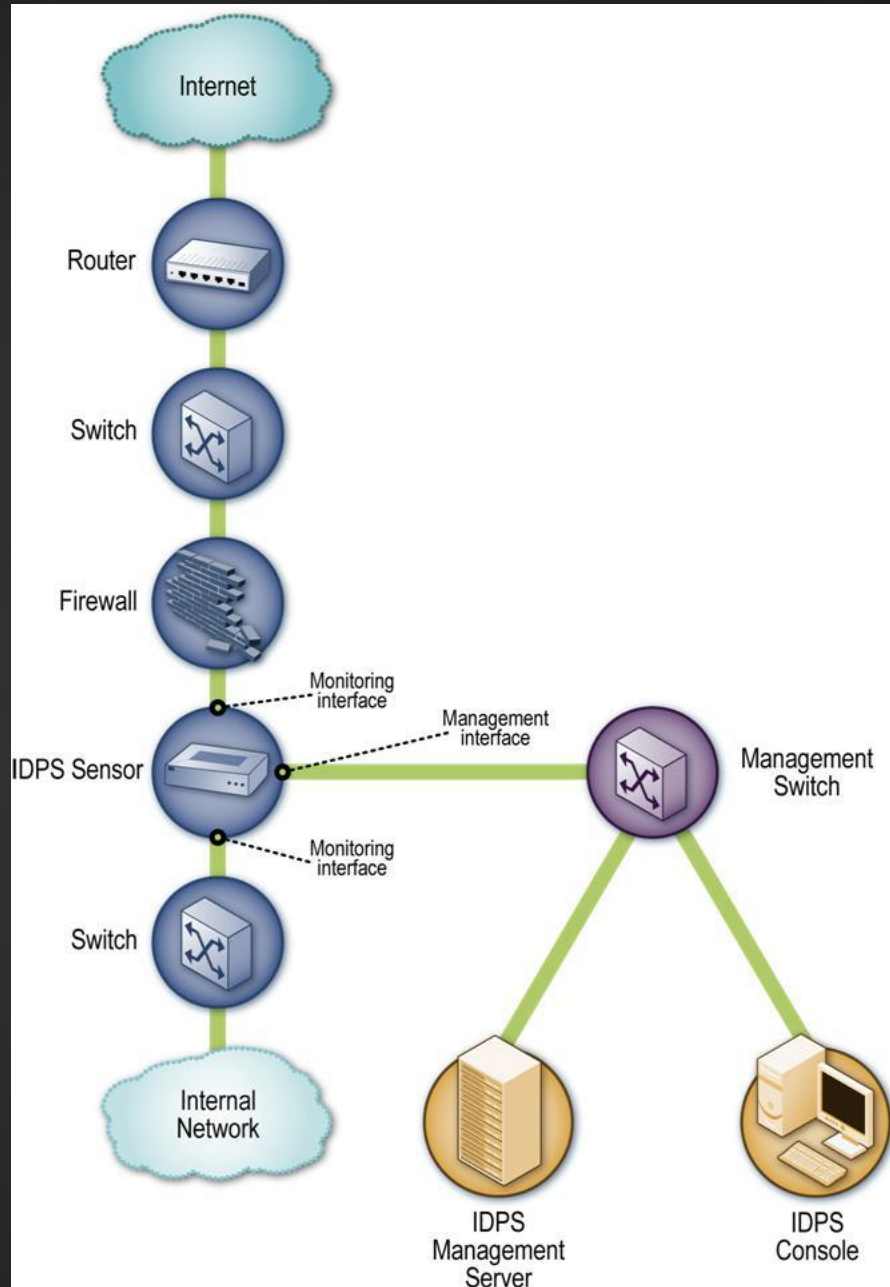 Internet
Router
Switch
Firewall
Monitoring
interface
Management
interface
IDPS Sensor
Management
Switch
Monitoring
interface
Switch
Internal
Network
IDPS
Management
Server
IDPS
Console